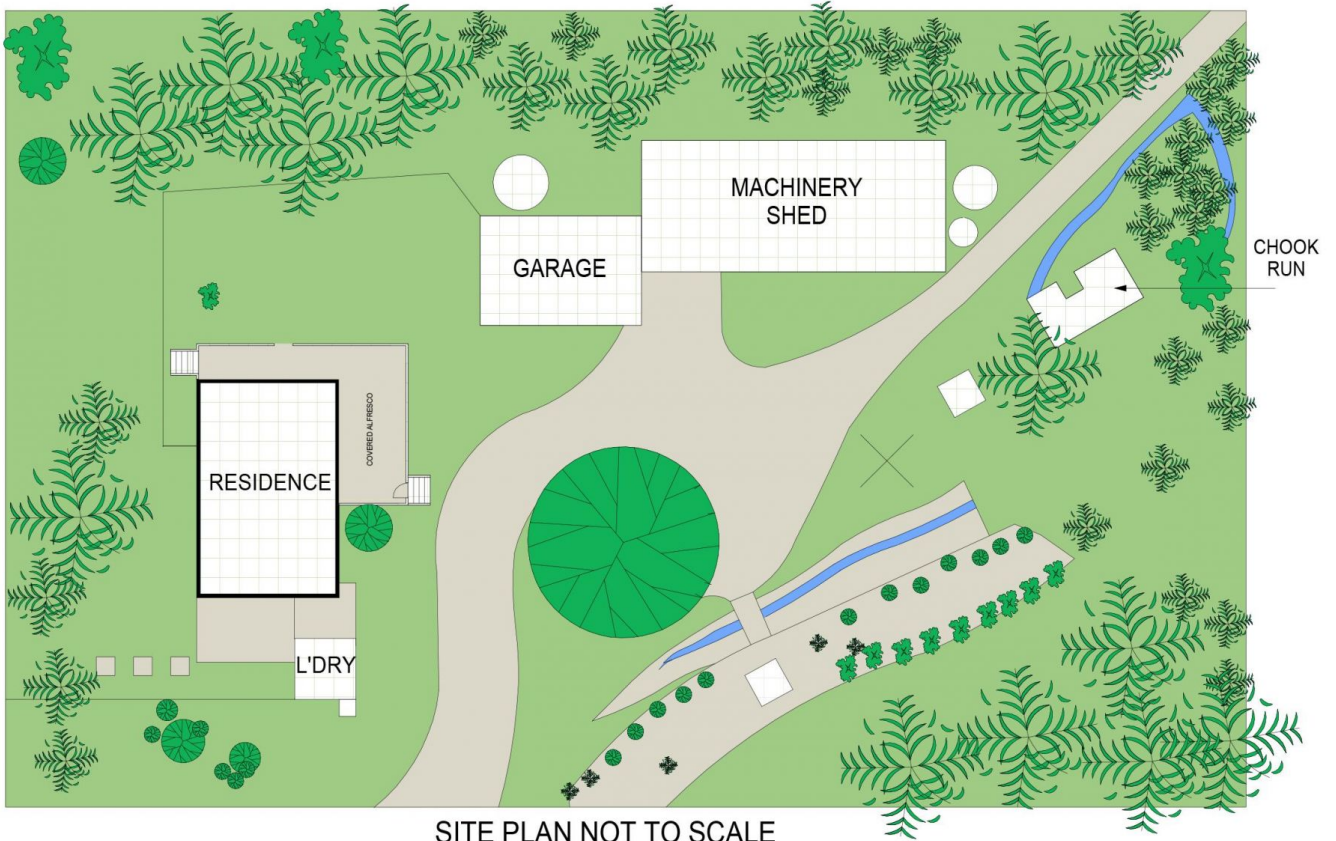 MACHINERY
SHED
GARAGE
CHOOK
RUN
COVERED ALFRESCO
RESIDENCE
L'DRY
SITE PLAN NOT TO SCALE